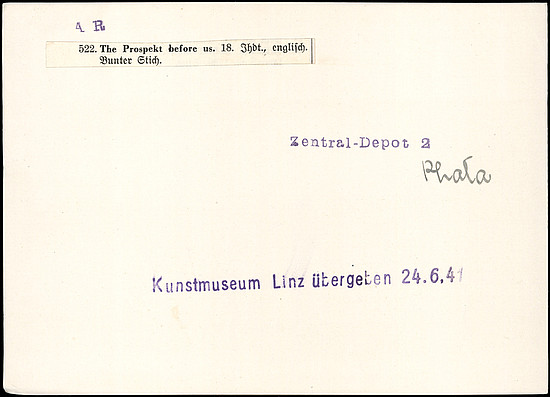 A R
522. The Prospekt before us. 18. Jhdt., englisch.
Bunter Stich.
Zentral-Depot 2
Kunstmuseum Linz übergeben 24.6.41